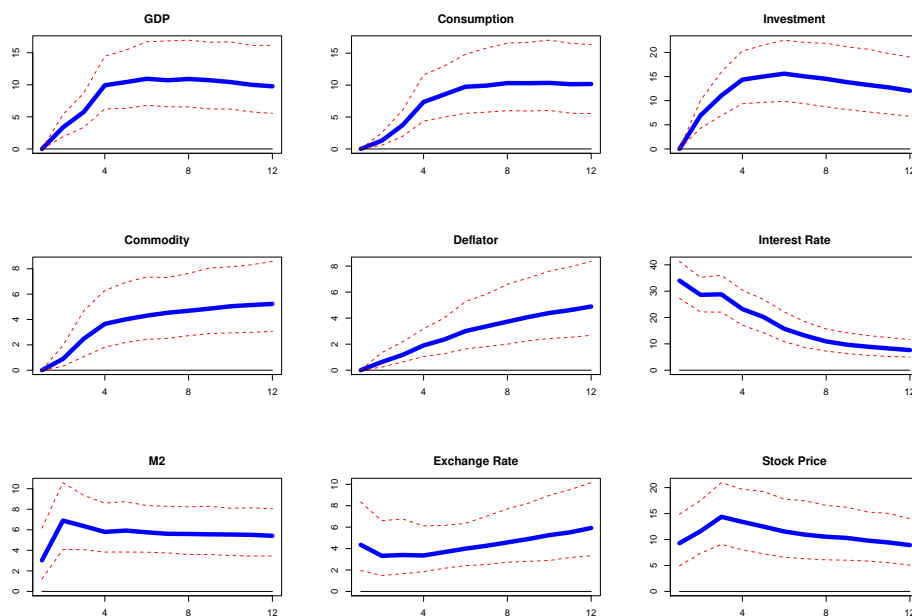 GDP
0 5 10 15
4 8 12
Consumption
0 5 10 15
4 8 12
Investment
0 5 10 15 20
4 8 12
Commodity
0 2 4 6 8
4 8 12
Deflator
0 2 4 6 8
4 8 12
Interest Rate
0 10 20 30 40
4 8 12
M2
0 2 4 6 8 10
4 8 12
Exchange Rate
0 2 4 6 8 10
4 8 12
Stock Price
0 5 10 15 20
4 8 12